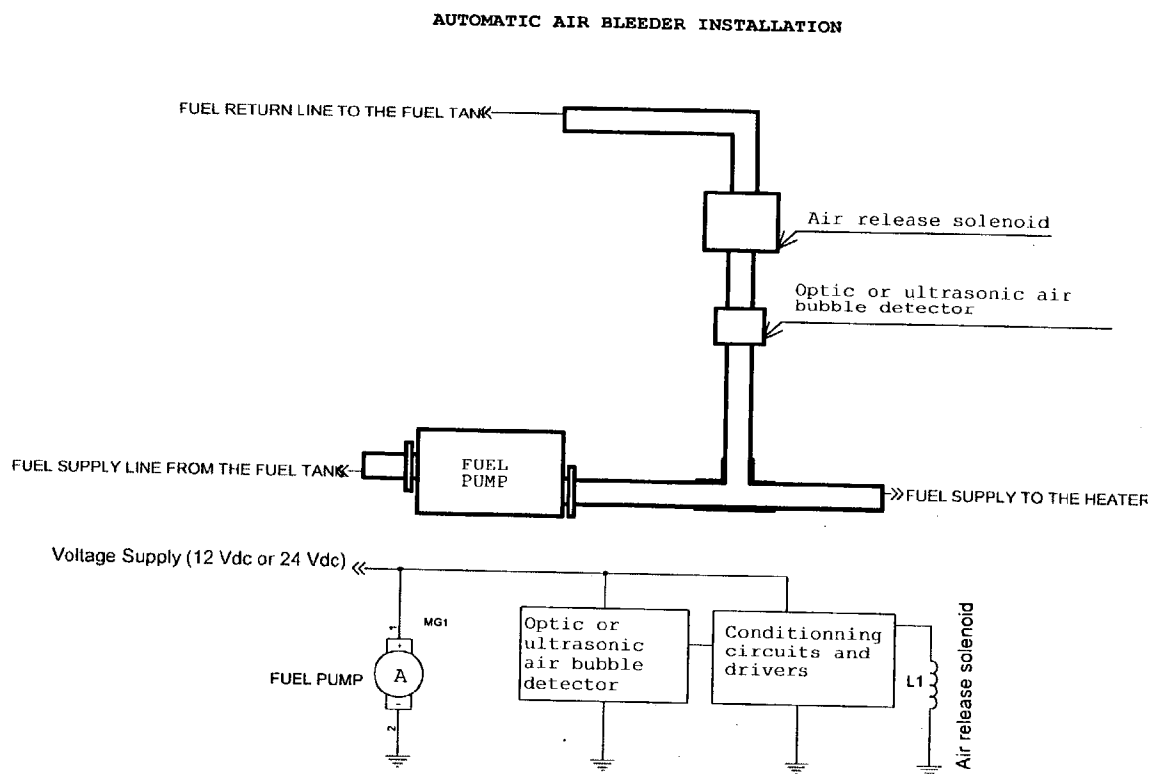 AUTOMATIC AIR BLEEDER INSTALLATION
FUEL RETURN LINE TO THE FUEL TANK
Air release solenoid
Optic or ultrasonic air
bubble detector
FUEL
PUMP
FUEL SUPPLY LINE FROM THE FUEL TANK
FUEL SUPPLY TO THE HEATER
Voltage Supply (12 Vdc or 24 Vdc)
1
MG1
+
A
-
2
FUEL PUMP
Optic or
ultrasonic
air bubble
detector
Conditionning
circuits and
drivers
L1
Air release solenoid